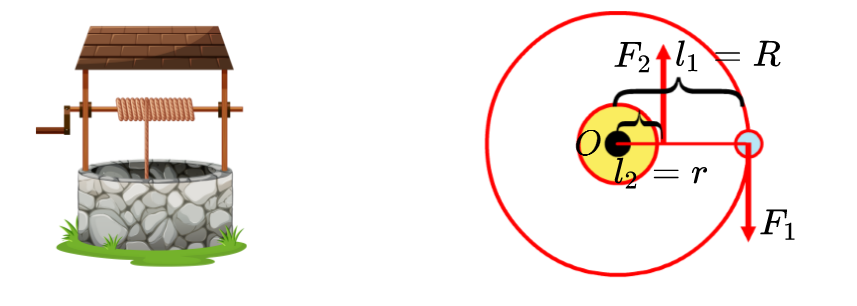 F₂ l₁ = R
O
l₂ = r
F₁